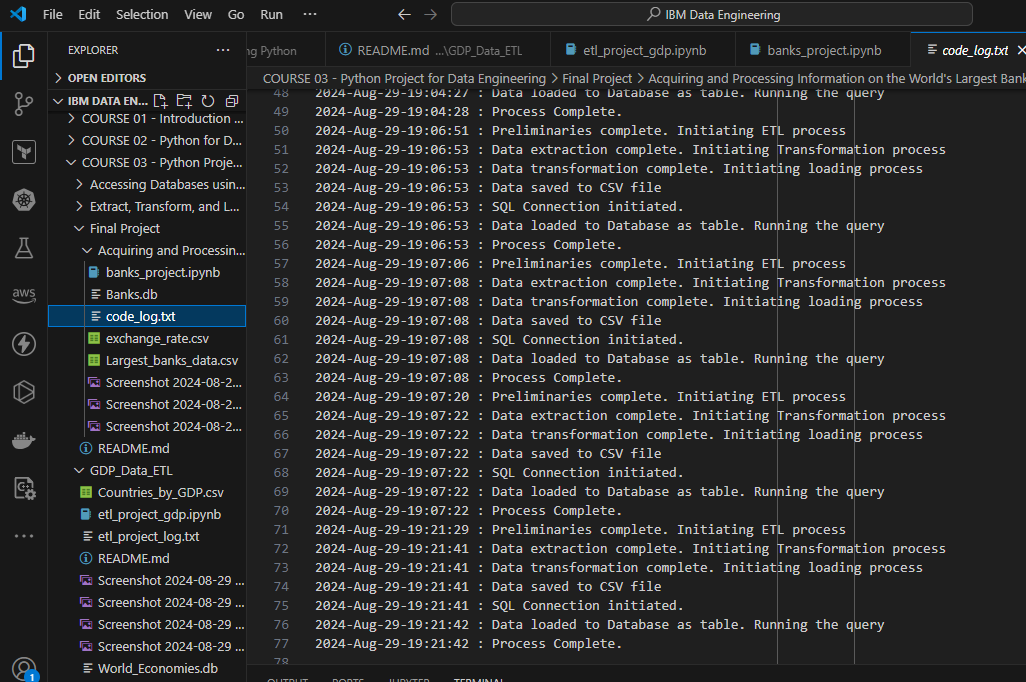 File Edit Selection View Go Run ··· IBM Data Engineering
EXPLORER ···
OPEN EDITORS
IBM DATA EN...
COURSE 01 - Introduction ...
COURSE 02 - Python for D...
COURSE 03 - Python Proje...
Accessing Databases usin...
Extract, Transform, and L...
Final Project
Acquiring and Processin...
banks_project.ipynb
Banks.db
code_log.txt
exchange_rate.csv
Largest_banks_data.csv
Screenshot 2024-08-2...
Screenshot 2024-08-2...
Screenshot 2024-08-2...
README.md
GDP_Data_ETL
Countries_by_GDP.csv
etl_project_gdp.ipynb
etl_project_log.txt
README.md
Screenshot 2024-08-29 ...
Screenshot 2024-08-29 ...
Screenshot 2024-08-29 ...
Screenshot 2024-08-29 ...
World_Economies.db
aws
1
ng Python README.md ...\GDP_Data_ETL etl_project_gdp.ipynb banks_project.ipynb code_log.txt
COURSE 03 - Python Project for Data Engineering > Final Project > Acquiring and Processing Information on the World's Largest Bank
48 2024-Aug-29-19:04:27 : Data loaded to Database as table. Running the query
49 2024-Aug-29-19:04:28 : Process Complete.
50 2024-Aug-29-19:06:51 : Preliminaries complete. Initiating ETL process
51 2024-Aug-29-19:06:53 : Data extraction complete. Initiating Transformation process
52 2024-Aug-29-19:06:53 : Data transformation complete. Initiating loading process
53 2024-Aug-29-19:06:53 : Data saved to CSV file
54 2024-Aug-29-19:06:53 : SQL Connection initiated.
55 2024-Aug-29-19:06:53 : Data loaded to Database as table. Running the query
56 2024-Aug-29-19:06:53 : Process Complete.
57 2024-Aug-29-19:07:06 : Preliminaries complete. Initiating ETL process
58 2024-Aug-29-19:07:08 : Data extraction complete. Initiating Transformation process
59 2024-Aug-29-19:07:08 : Data transformation complete. Initiating loading process
60 2024-Aug-29-19:07:08 : Data saved to CSV file
61 2024-Aug-29-19:07:08 : SQL Connection initiated.
62 2024-Aug-29-19:07:08 : Data loaded to Database as table. Running the query
63 2024-Aug-29-19:07:08 : Process Complete.
64 2024-Aug-29-19:07:20 : Preliminaries complete. Initiating ETL process
65 2024-Aug-29-19:07:22 : Data extraction complete. Initiating Transformation process
66 2024-Aug-29-19:07:22 : Data transformation complete. Initiating loading process
67 2024-Aug-29-19:07:22 : Data saved to CSV file
68 2024-Aug-29-19:07:22 : SQL Connection initiated.
69 2024-Aug-29-19:07:22 : Data loaded to Database as table. Running the query
70 2024-Aug-29-19:07:22 : Process Complete.
71 2024-Aug-29-19:21:29 : Preliminaries complete. Initiating ETL process
72 2024-Aug-29-19:21:41 : Data extraction complete. Initiating Transformation process
73 2024-Aug-29-19:21:41 : Data transformation complete. Initiating loading process
74 2024-Aug-29-19:21:41 : Data saved to CSV file
75 2024-Aug-29-19:21:41 : SQL Connection initiated.
76 2024-Aug-29-19:21:42 : Data loaded to Database as table. Running the query
77 2024-Aug-29-19:21:42 : Process Complete.
78
OUTPUT PORTS JUPYTER TERMINAL